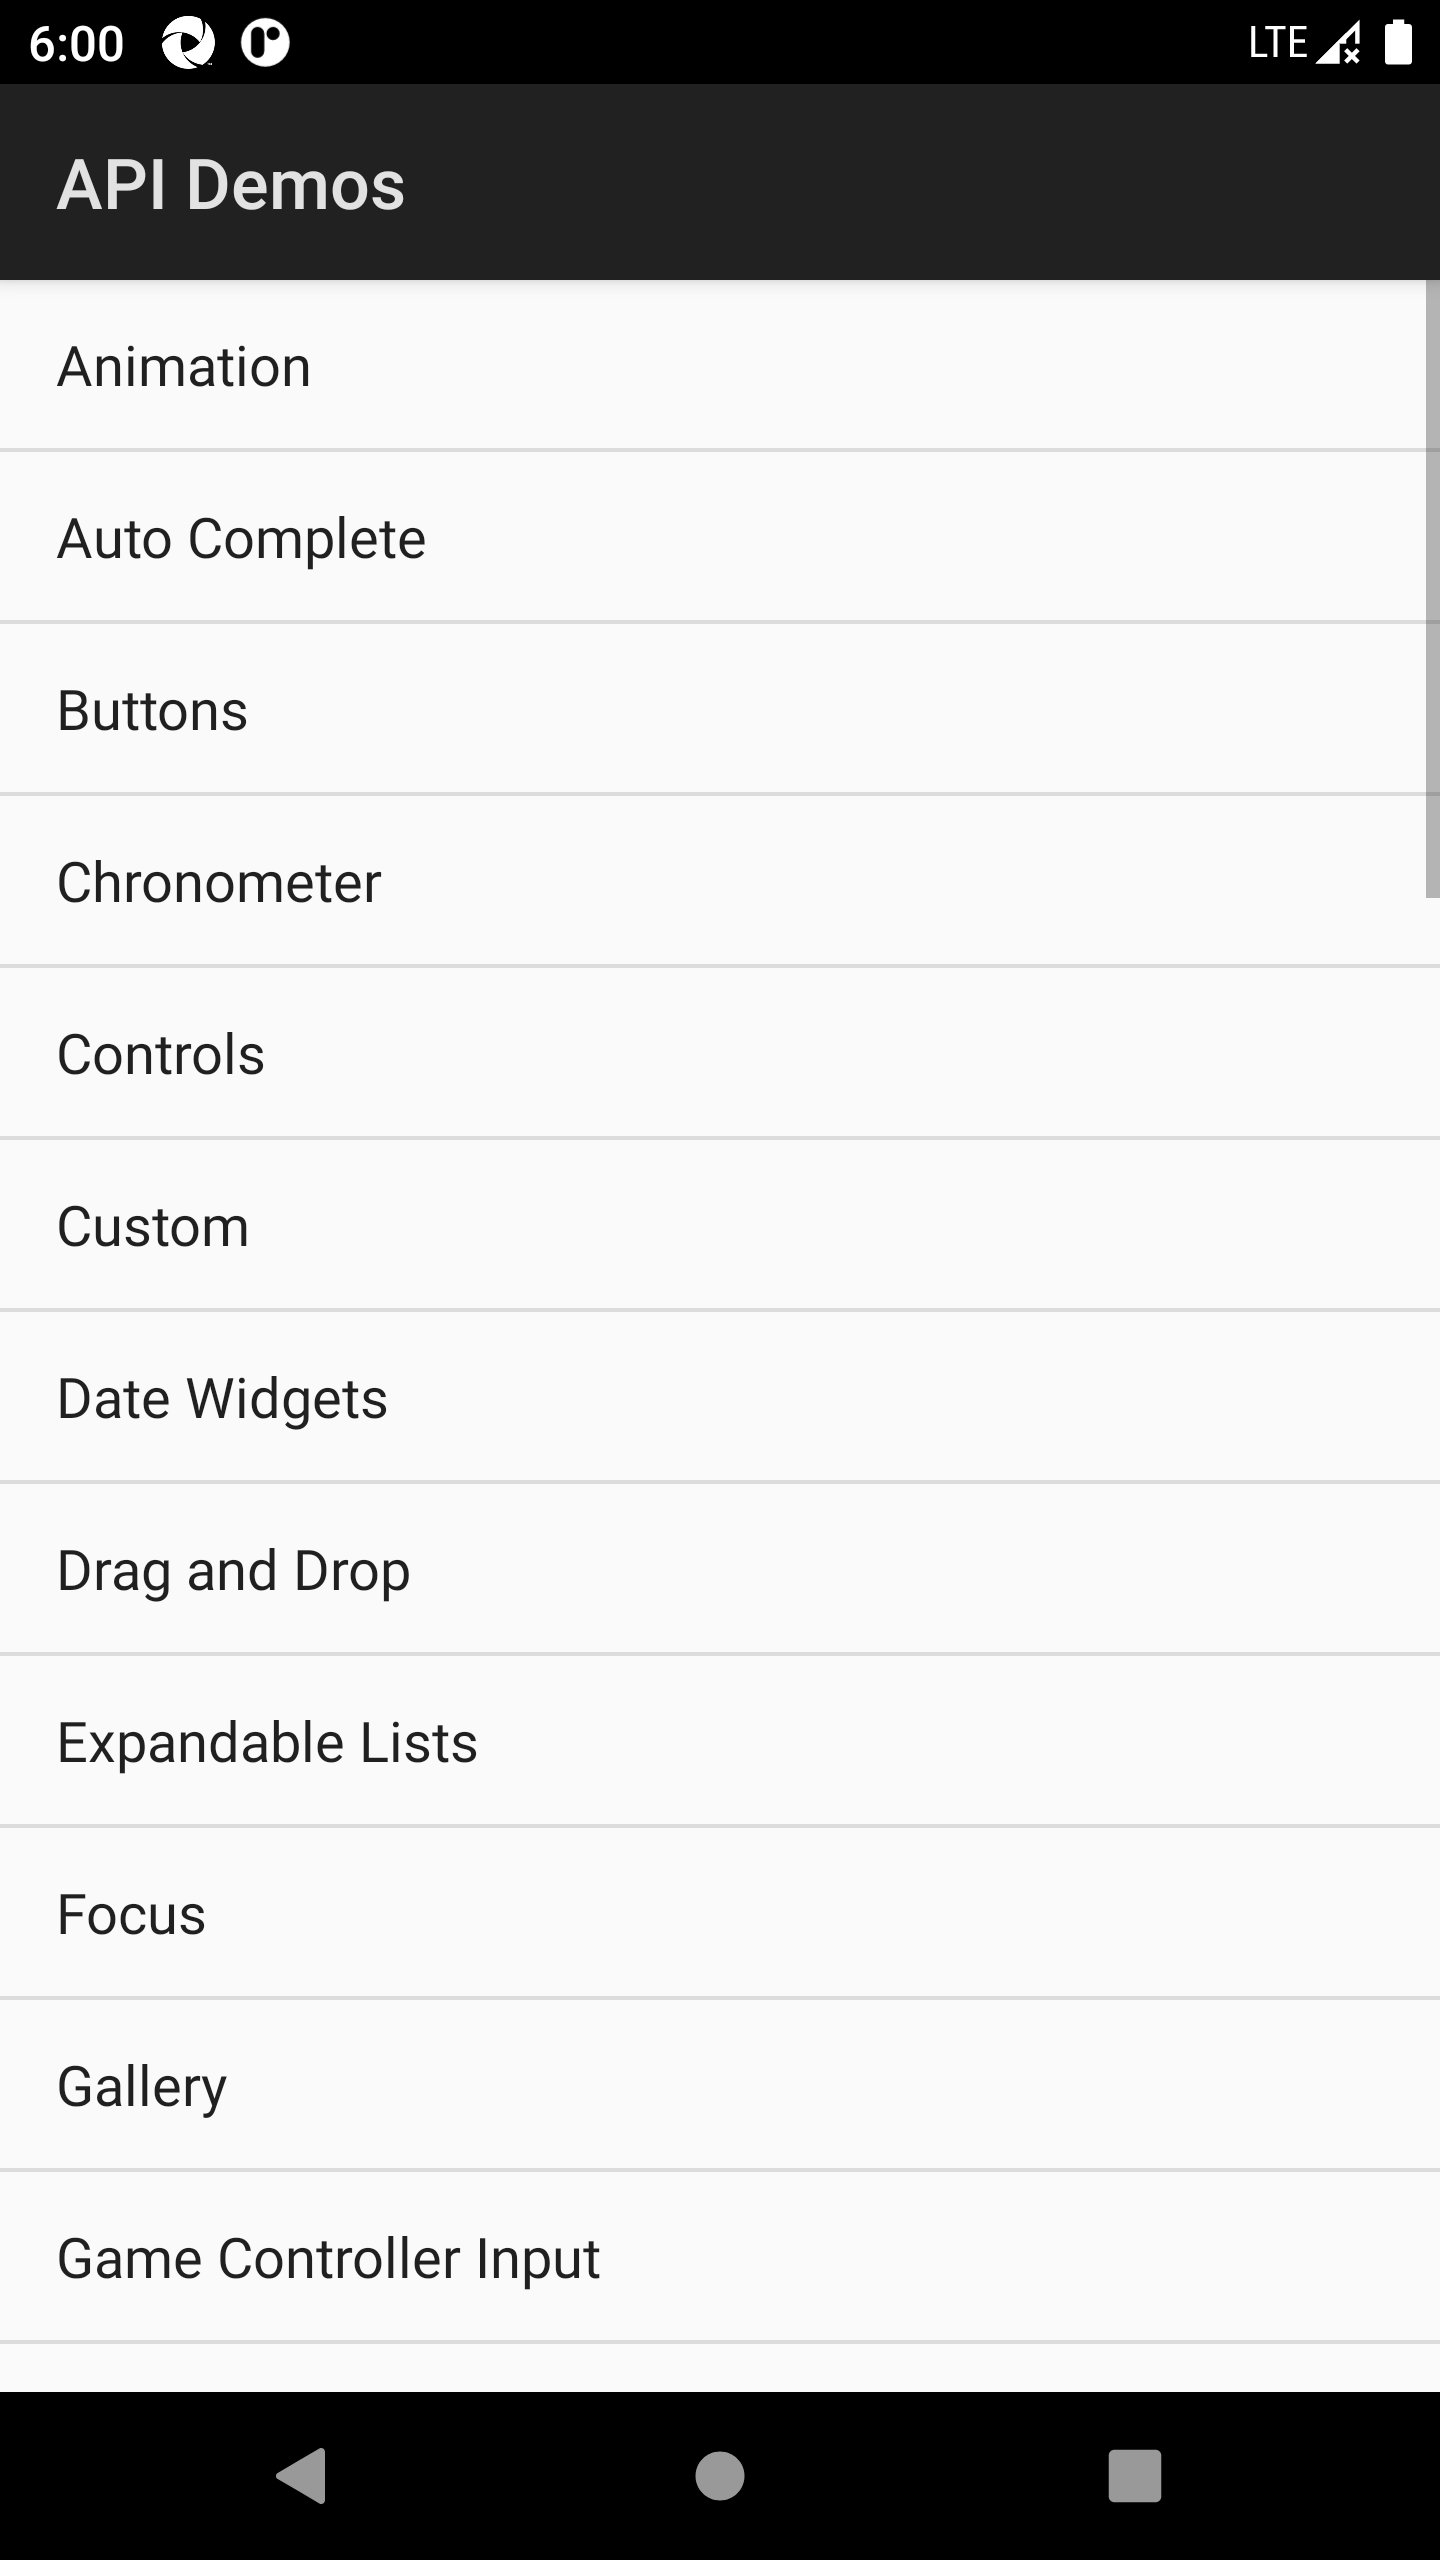 6:00 LTE
API Demos
Animation
Auto Complete
Buttons
Chronometer
Controls
Custom
Date Widgets
Drag and Drop
Expandable Lists
Focus
Gallery
Game Controller Input